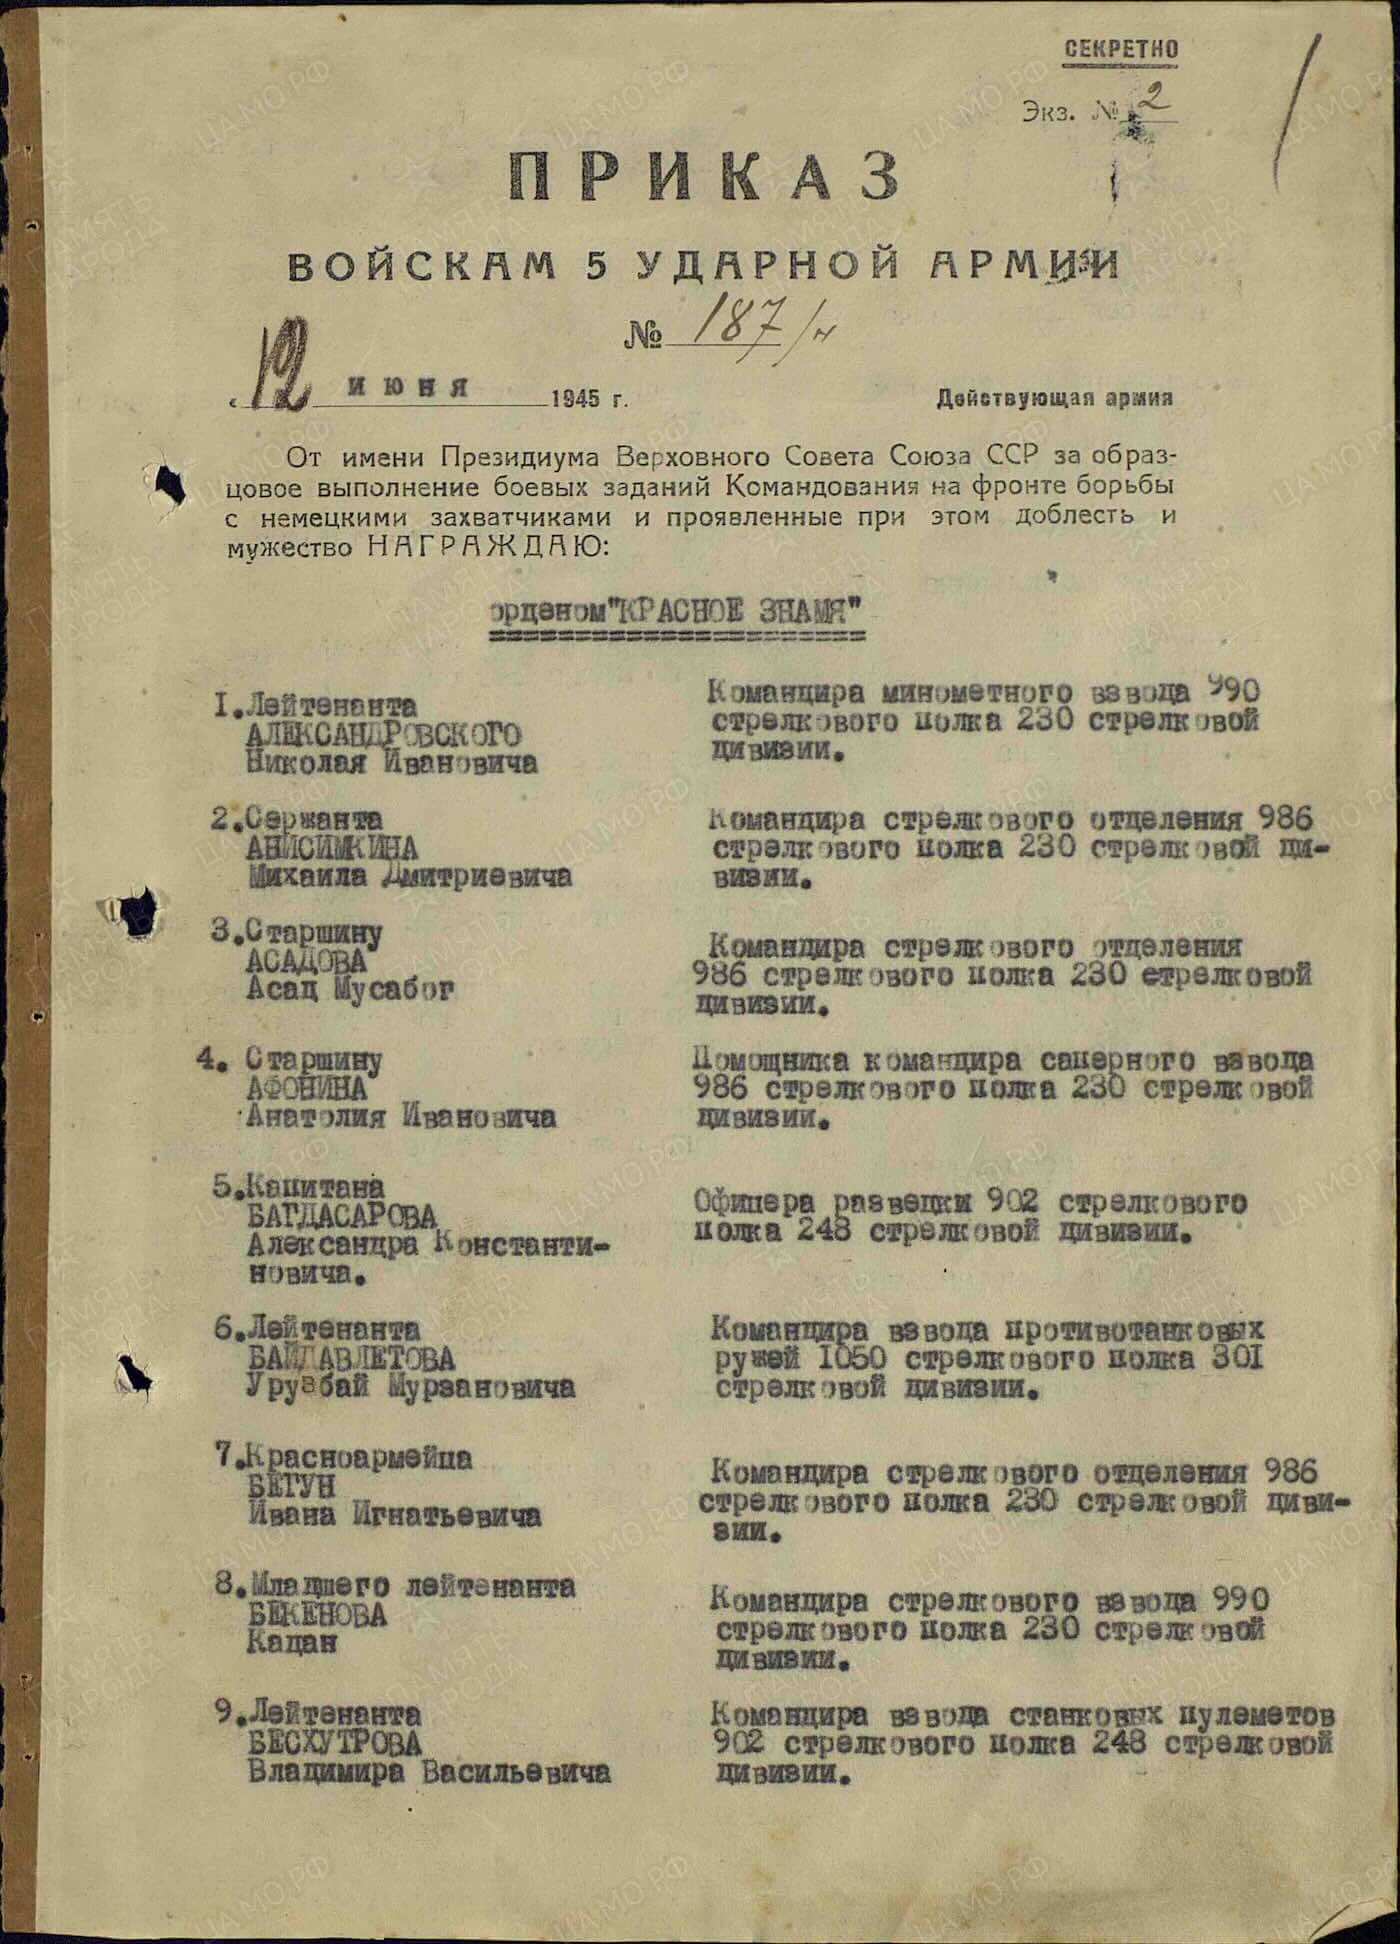 СЕКРЕТНО
Экз. № 2
ПРИКАЗ
ВОЙСКАМ 5 УДАРНОЙ АРМИИ
№ 187/н
«12 июня 1945 г. Действующая армия
От имени Президиума Верховного Совета Союза ССР за образ-
цовое выполнение боевых заданий Командования на фронте борьбы
с немецкими захватчиками и проявленные при этом доблесть и
мужество НАГРАЖДАЮ:
орденом "КРАСНОЕ ЗНАМЯ"
1. Лейтенанта
АЛЕКСАНДРОВСКОГО
Николая Ивановича
Командира минометного взвода 990
стрелкового полка 230 стрелковой
дивизии.
2. Сержанта
АНИСИМКИНА
Михаила Дмитриевича
Командира стрелкового отделения 986
стрелкового полка 230 стрелковой ди-
визии.
3. Старшину
АСАДОВА
Асад Мусабог
Командира стрелкового отделения
986 стрелкового полка 230 стрелковой
дивизии.
4. Старшину
АФОНИНА
Анатолия Ивановича
Помощника командира саперного взвода
986 стрелкового полка 230 стрелковой
дивизии.
5. Капитана
БАГДАСАРОВА
Александра Константи-
новича.
Офицера разведки 902 стрелкового
полка 248 стрелковой дивизии.
6. Лейтенанта
БАЙДАВЛЕТОВА
Урузбай Мурзановича
Командира взвода противотанковых
ружей 1050 стрелкового полка 301
стрелковой дивизии.
7. Красноармейца
БЕГУН
Ивана Игнатьевича
Командира стрелкового отделения 986
стрелкового полка 230 стрелковой диви-
зии.
8. Младшего лейтенанта
БЕКЕНОВА
Кадан
Командира стрелкового взвода 990
стрелкового полка 230 стрелковой
дивизии.
9. Лейтенанта
БЕСХУТРОВА
Владимира Васильевича
Командира взвода станковых пулеметов
902 стрелкового полка 248 стрелковой
дивизии.